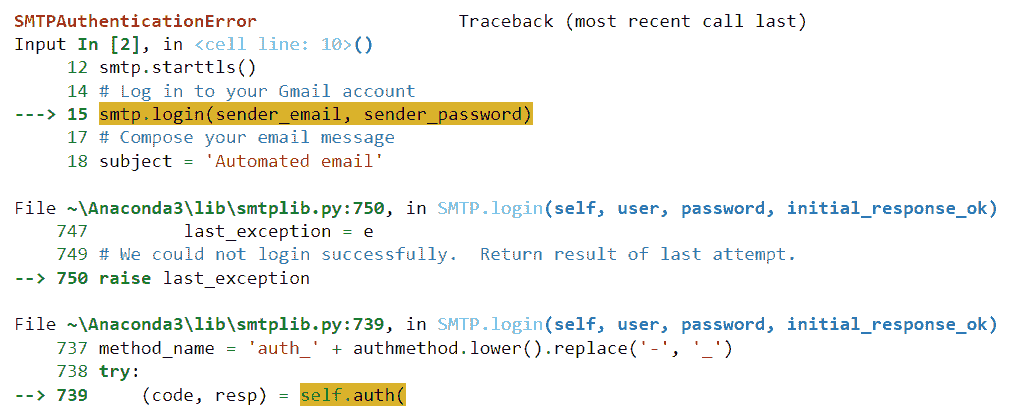 SMTPAuthenticationError                   Traceback (most recent call last)
Input In [2], in <cell line: 10>()
     12 smtp.starttls()
     14 # Log in to your Gmail account
---> 15 smtp.login(sender_email, sender_password)
     17 # Compose your email message
     18 subject = 'Automated email'
File ~\Anaconda3\lib\smtplib.py:750, in SMTP.login(self, user, password, initial_response_ok)
    747         last_exception = e
    749 # We could not login successfully.  Return result of last attempt.
--> 750 raise last_exception
File ~\Anaconda3\lib\smtplib.py:739, in SMTP.login(self, user, password, initial_response_ok)
    737 method_name = 'auth_' + authmethod.lower().replace('-', '_')
    738 try:
--> 739     (code, resp) = self.auth(